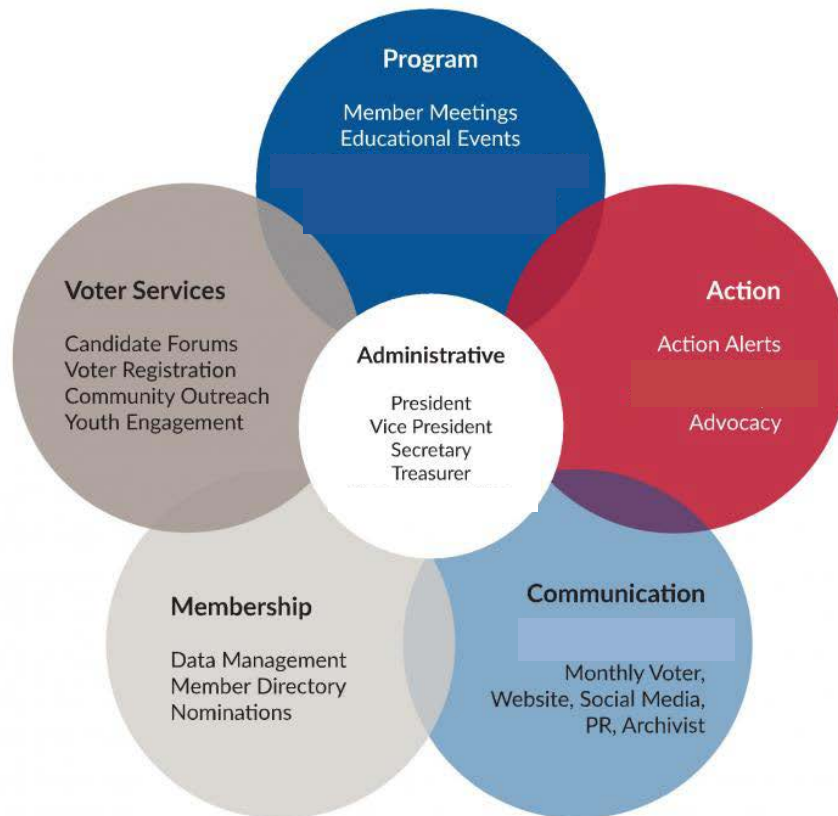 Program
Member Meetings
Educational Events
Voter Services
Candidate Forums
Voter Registration
Community Outreach
Youth Engagement
Action
Action Alerts
Advocacy
Administrative
President
Vice President
Secretary
Treasurer
Membership
Data Management
Member Directory
Nominations
Communication
Monthly Voter,
Website, Social Media,
PR, Archivist